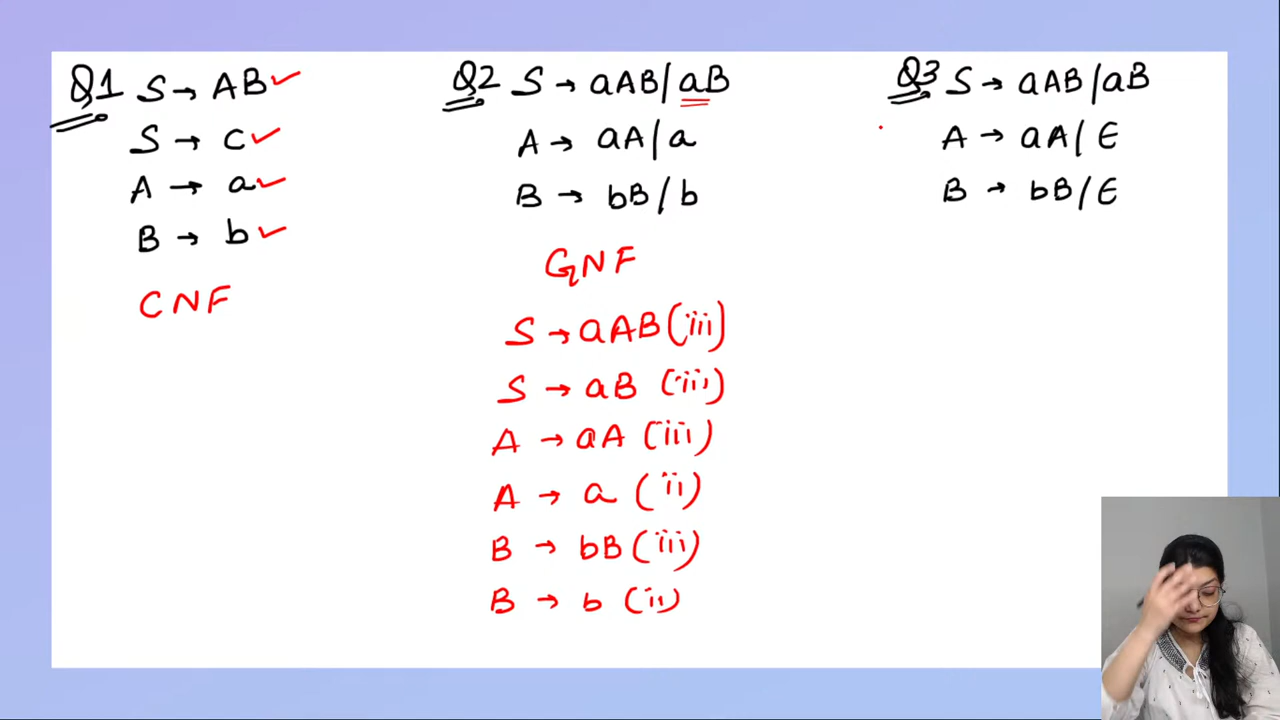 Q1 S → AB ✓
S → c ✓
A → a ✓
B → b ✓
CNF
Q2 S → aAB/aB
A → aA/a
B → bB/b
GNF
S → aAB (iii)
S → aB (iii)
A → aA (iii)
A → a (ii)
B → bB (iii)
B → b (ii)
Q3 S → aAB/aB
A → aA/ϵ
B → bB/ϵ